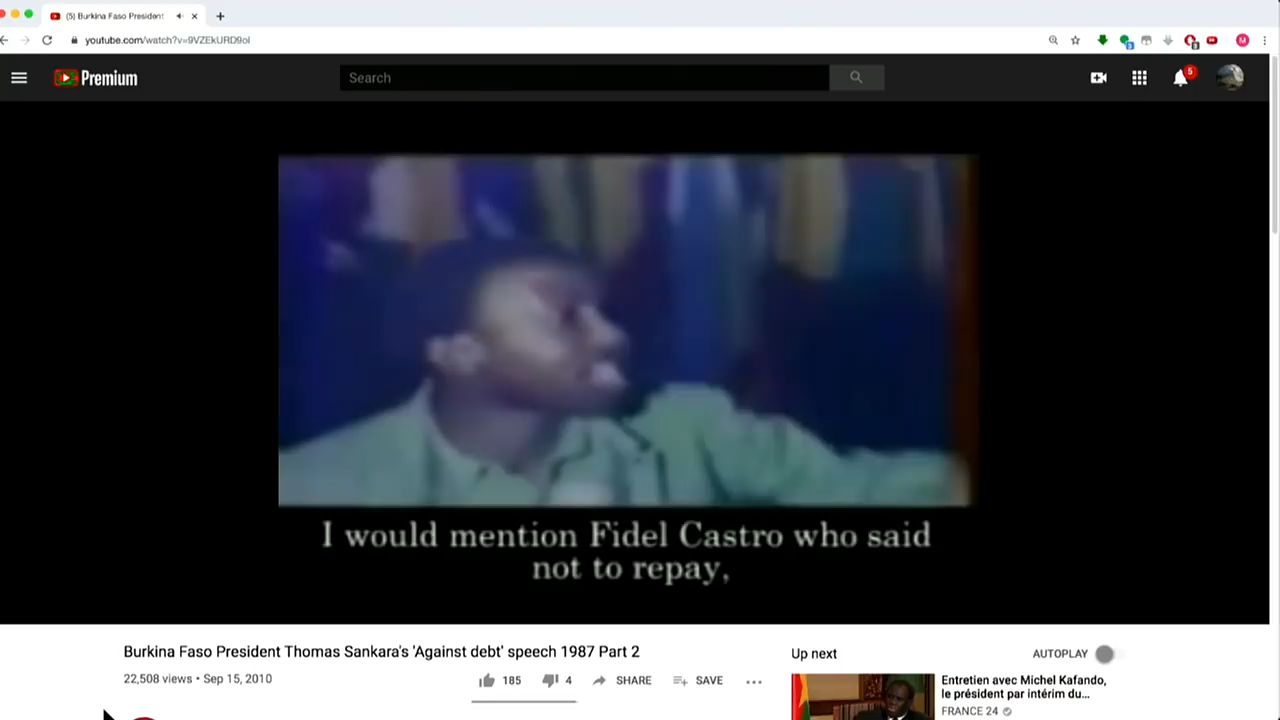 (5) Burkina Faso President
youtube.com/watch?v=9VZEkURD9oI
Premium
Search
5
I would mention Fidel Castro who said
not to repay,
Burkina Faso President Thomas Sankara's 'Against debt' speech 1987 Part 2
22,508 views • Sep 15, 2010
185
4
SHARE
SAVE
Up next
AUTOPLAY
Entretien avec Michel Kafando,
le président par intérim du...
FRANCE 24